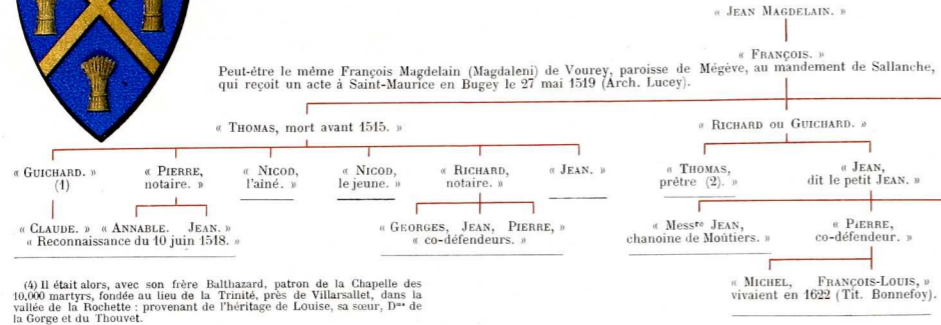 « JEAN MAGDELAIN. »
« FRANÇOIS. »
Peut-être le même François Magdelain (Magdaleni) de Vourey, paroisse de Mégève, au mandement de Sallanche,
qui reçoit un acte à Saint-Maurice en Bugey le 27 mai 1519 (Arch. Lucey).
« THOMAS, mort avant 1515. » « RICHARD ou GUICHARD. »
« GUICHARD. » « PIERRE, « NICOD, « NICOD, « RICHARD, « JEAN. » « THOMAS, « JEAN,
(1) notaire. » l'ainé. » le jeune. » notaire. » prêtre (2). » dit le petit JEAN. »
« CLAUDE. » « ANNABLE. JEAN. » « GEORGES, JEAN, PIERRE, » « Messre JEAN, « PIERRE,
« Reconnaissance du 10 juin 1518. » « co-défendeurs. » chanoine de Moûtiers. » co-défendeur. »
« MICHEL, FRANÇOIS-LOUIS, »
vivaient en 1622 (Tit. Bonnefoy).
(4) Il était alors, avec son frère Balthazard, patron de la Chapelle des
10,000 martyrs, fondée au lieu de la Trinité, près de Villarsallet, dans la
vallée de la Rochette : provenant de l'héritage de Louise, sa sœur, Dme de
la Gorge et du Thouvet.